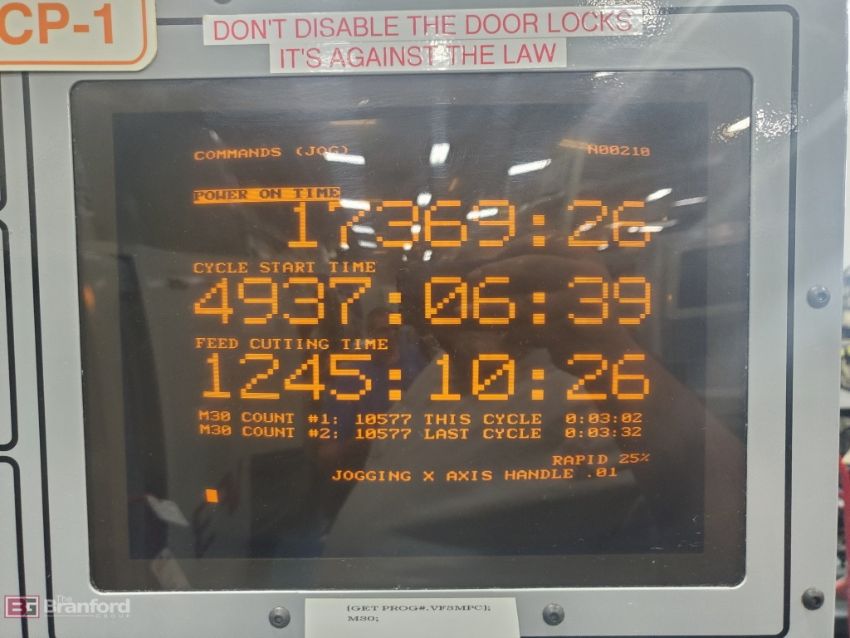 CP-1
DON'T DISABLE THE DOOR LOCKS
IT'S AGAINST THE LAW
COMMANDS (JOG) N00210
POWER ON TIME
17369:26
CYCLE START TIME
4937:06:39
FEED CUTTING TIME
1245:10:26
M30 COUNT #1: 10577 THIS CYCLE 0:03:02
M30 COUNT #2: 10577 LAST CYCLE 0:03:32
RAPID 25%
JOGGING X AXIS HANDLE .01
(GET PROG#.VF3MPC);
M30;
BG The Branford GROUP